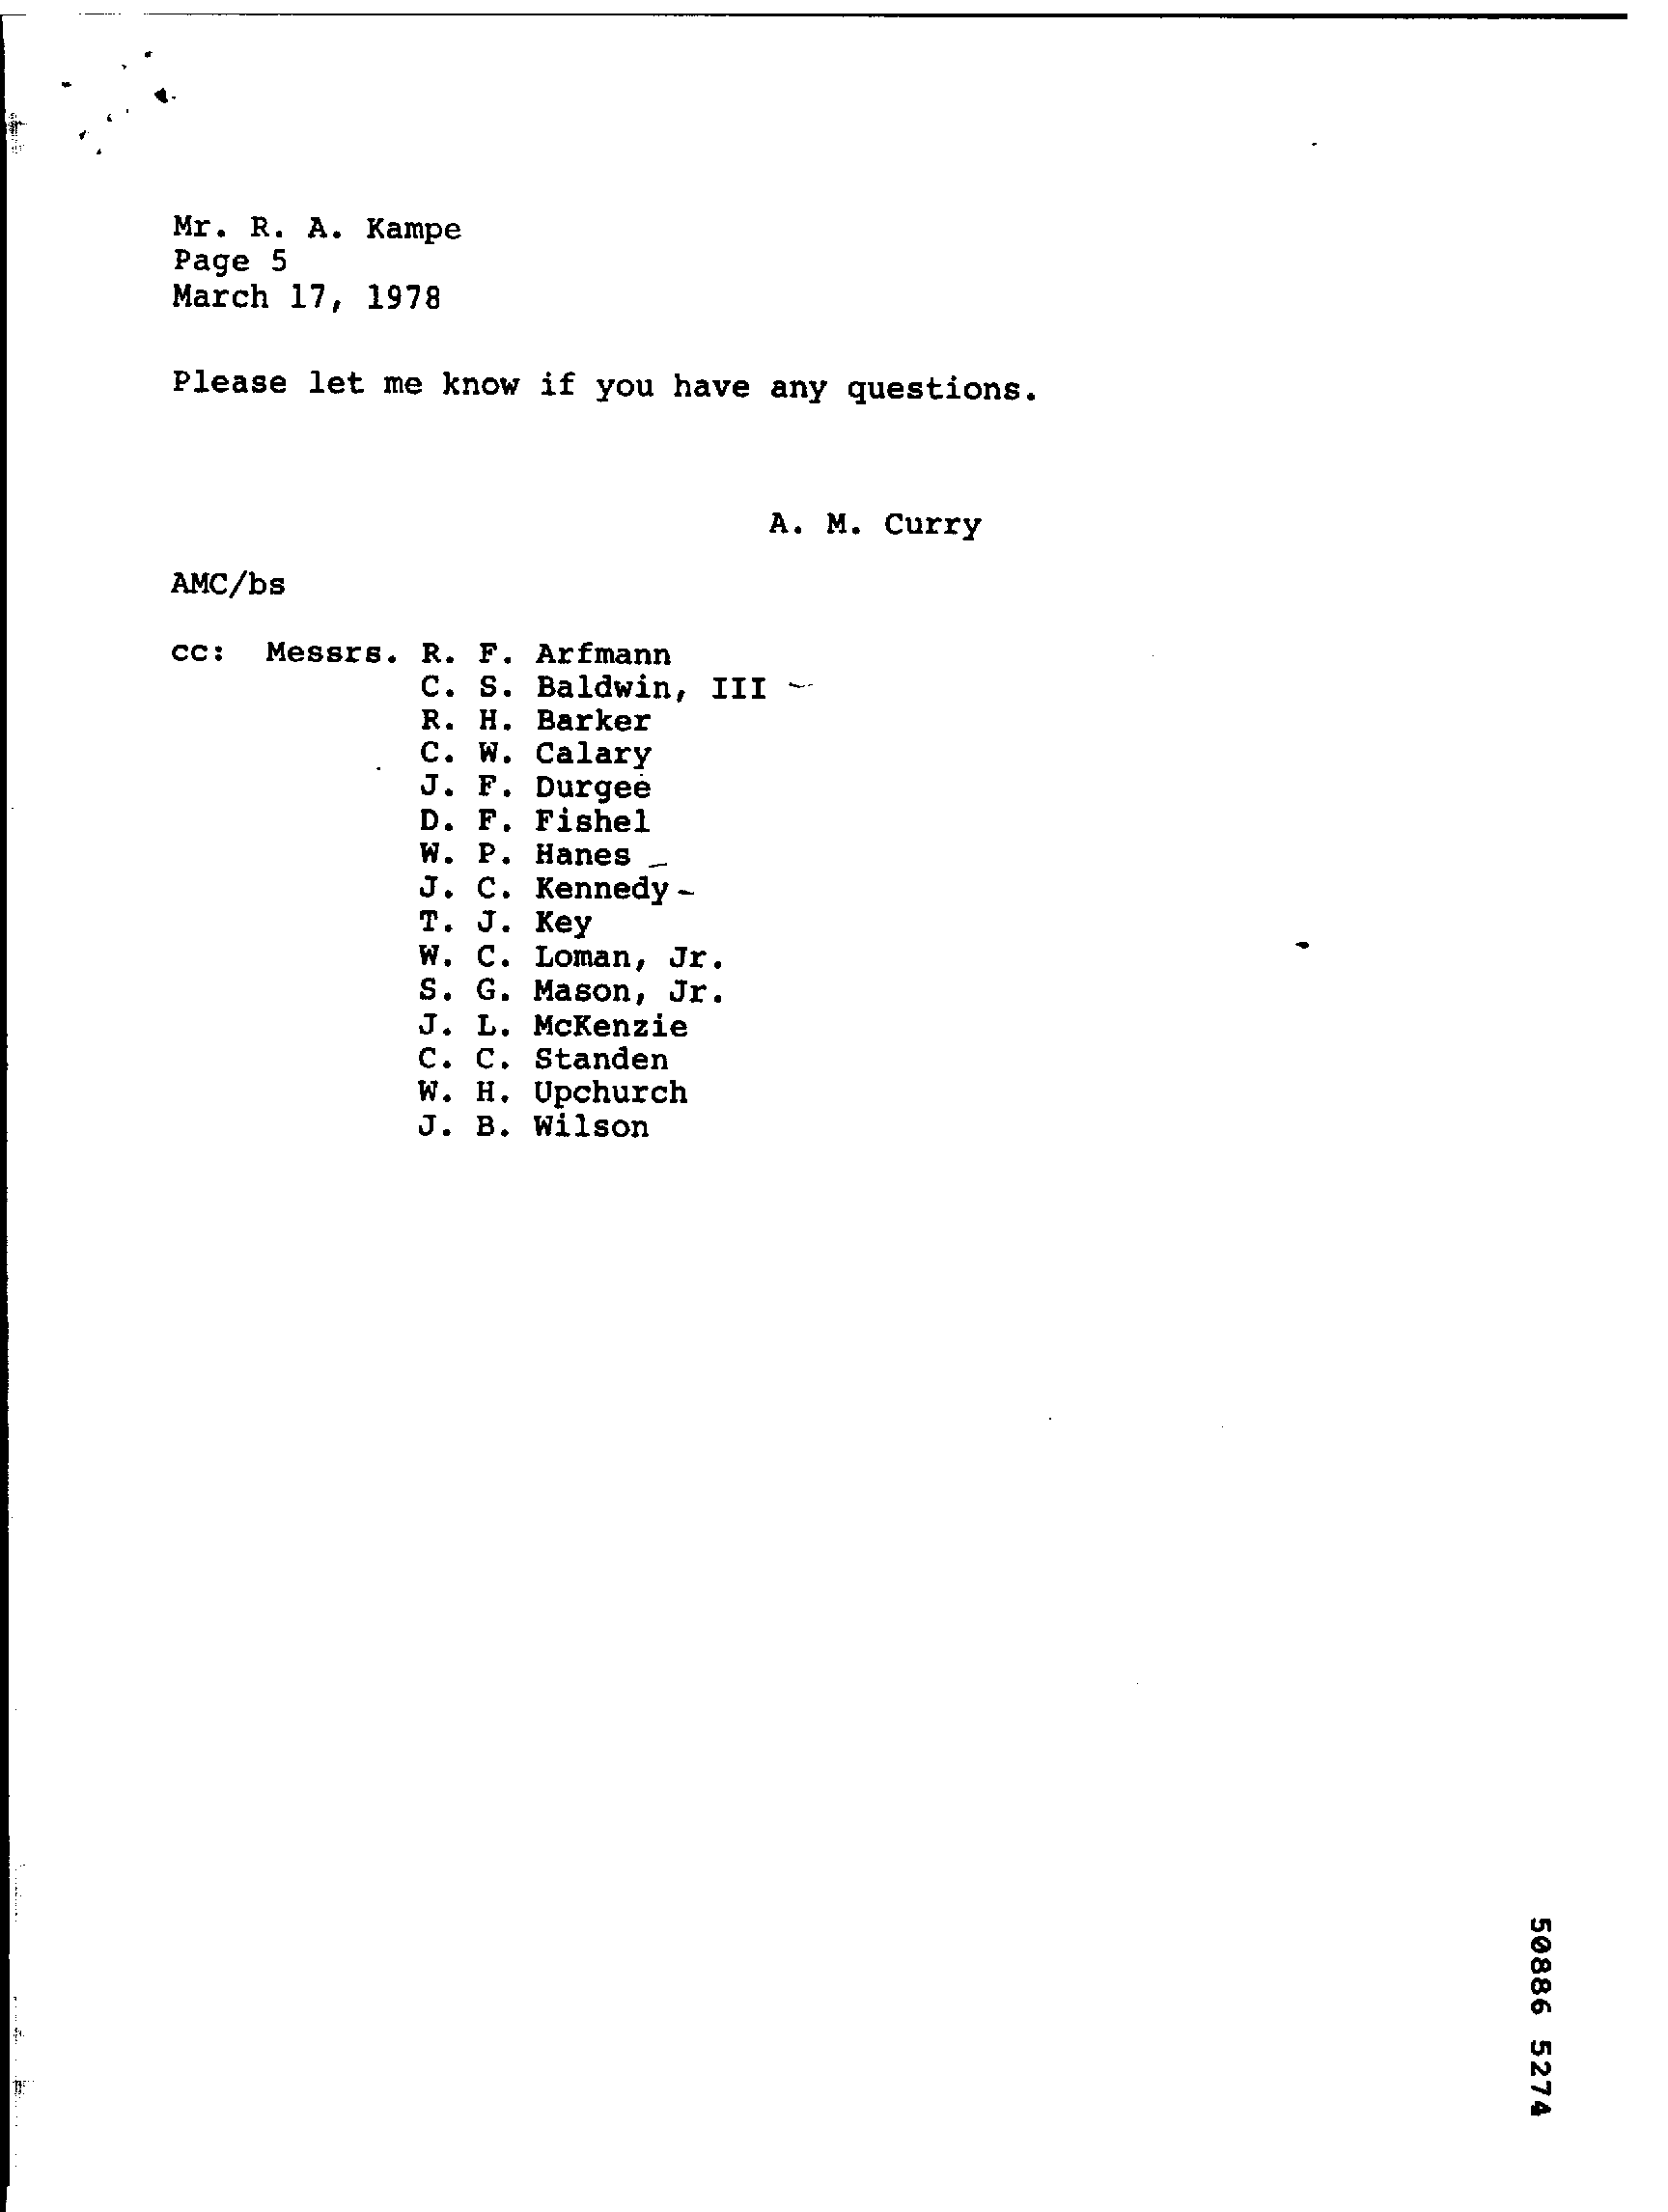 Mr. R. A. Kampe
Page 5
March 17, 1978
Please let me know if you have any questions.
A. M. Curry
AMC/bs
cc: Messrs. R. F. Arfmann
C. S. Baldwin, III
R. H. Barker
C. W. Calary
J. F. Durgee
D. F. Fishel
W. P. Hanes
J. C. Kennedy
T. J. Key
W. C. Loman, Jr.
S. G. Mason, Jr.
J. L. McKenzie
C. C. Standen
W. H. Upchurch
J. B. Wilson
50886 5274